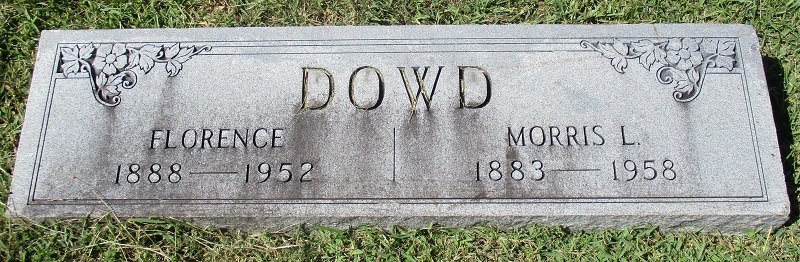 DOWD
FLORENCE
1888 — 1952
MORRIS L.
1883 — 1958